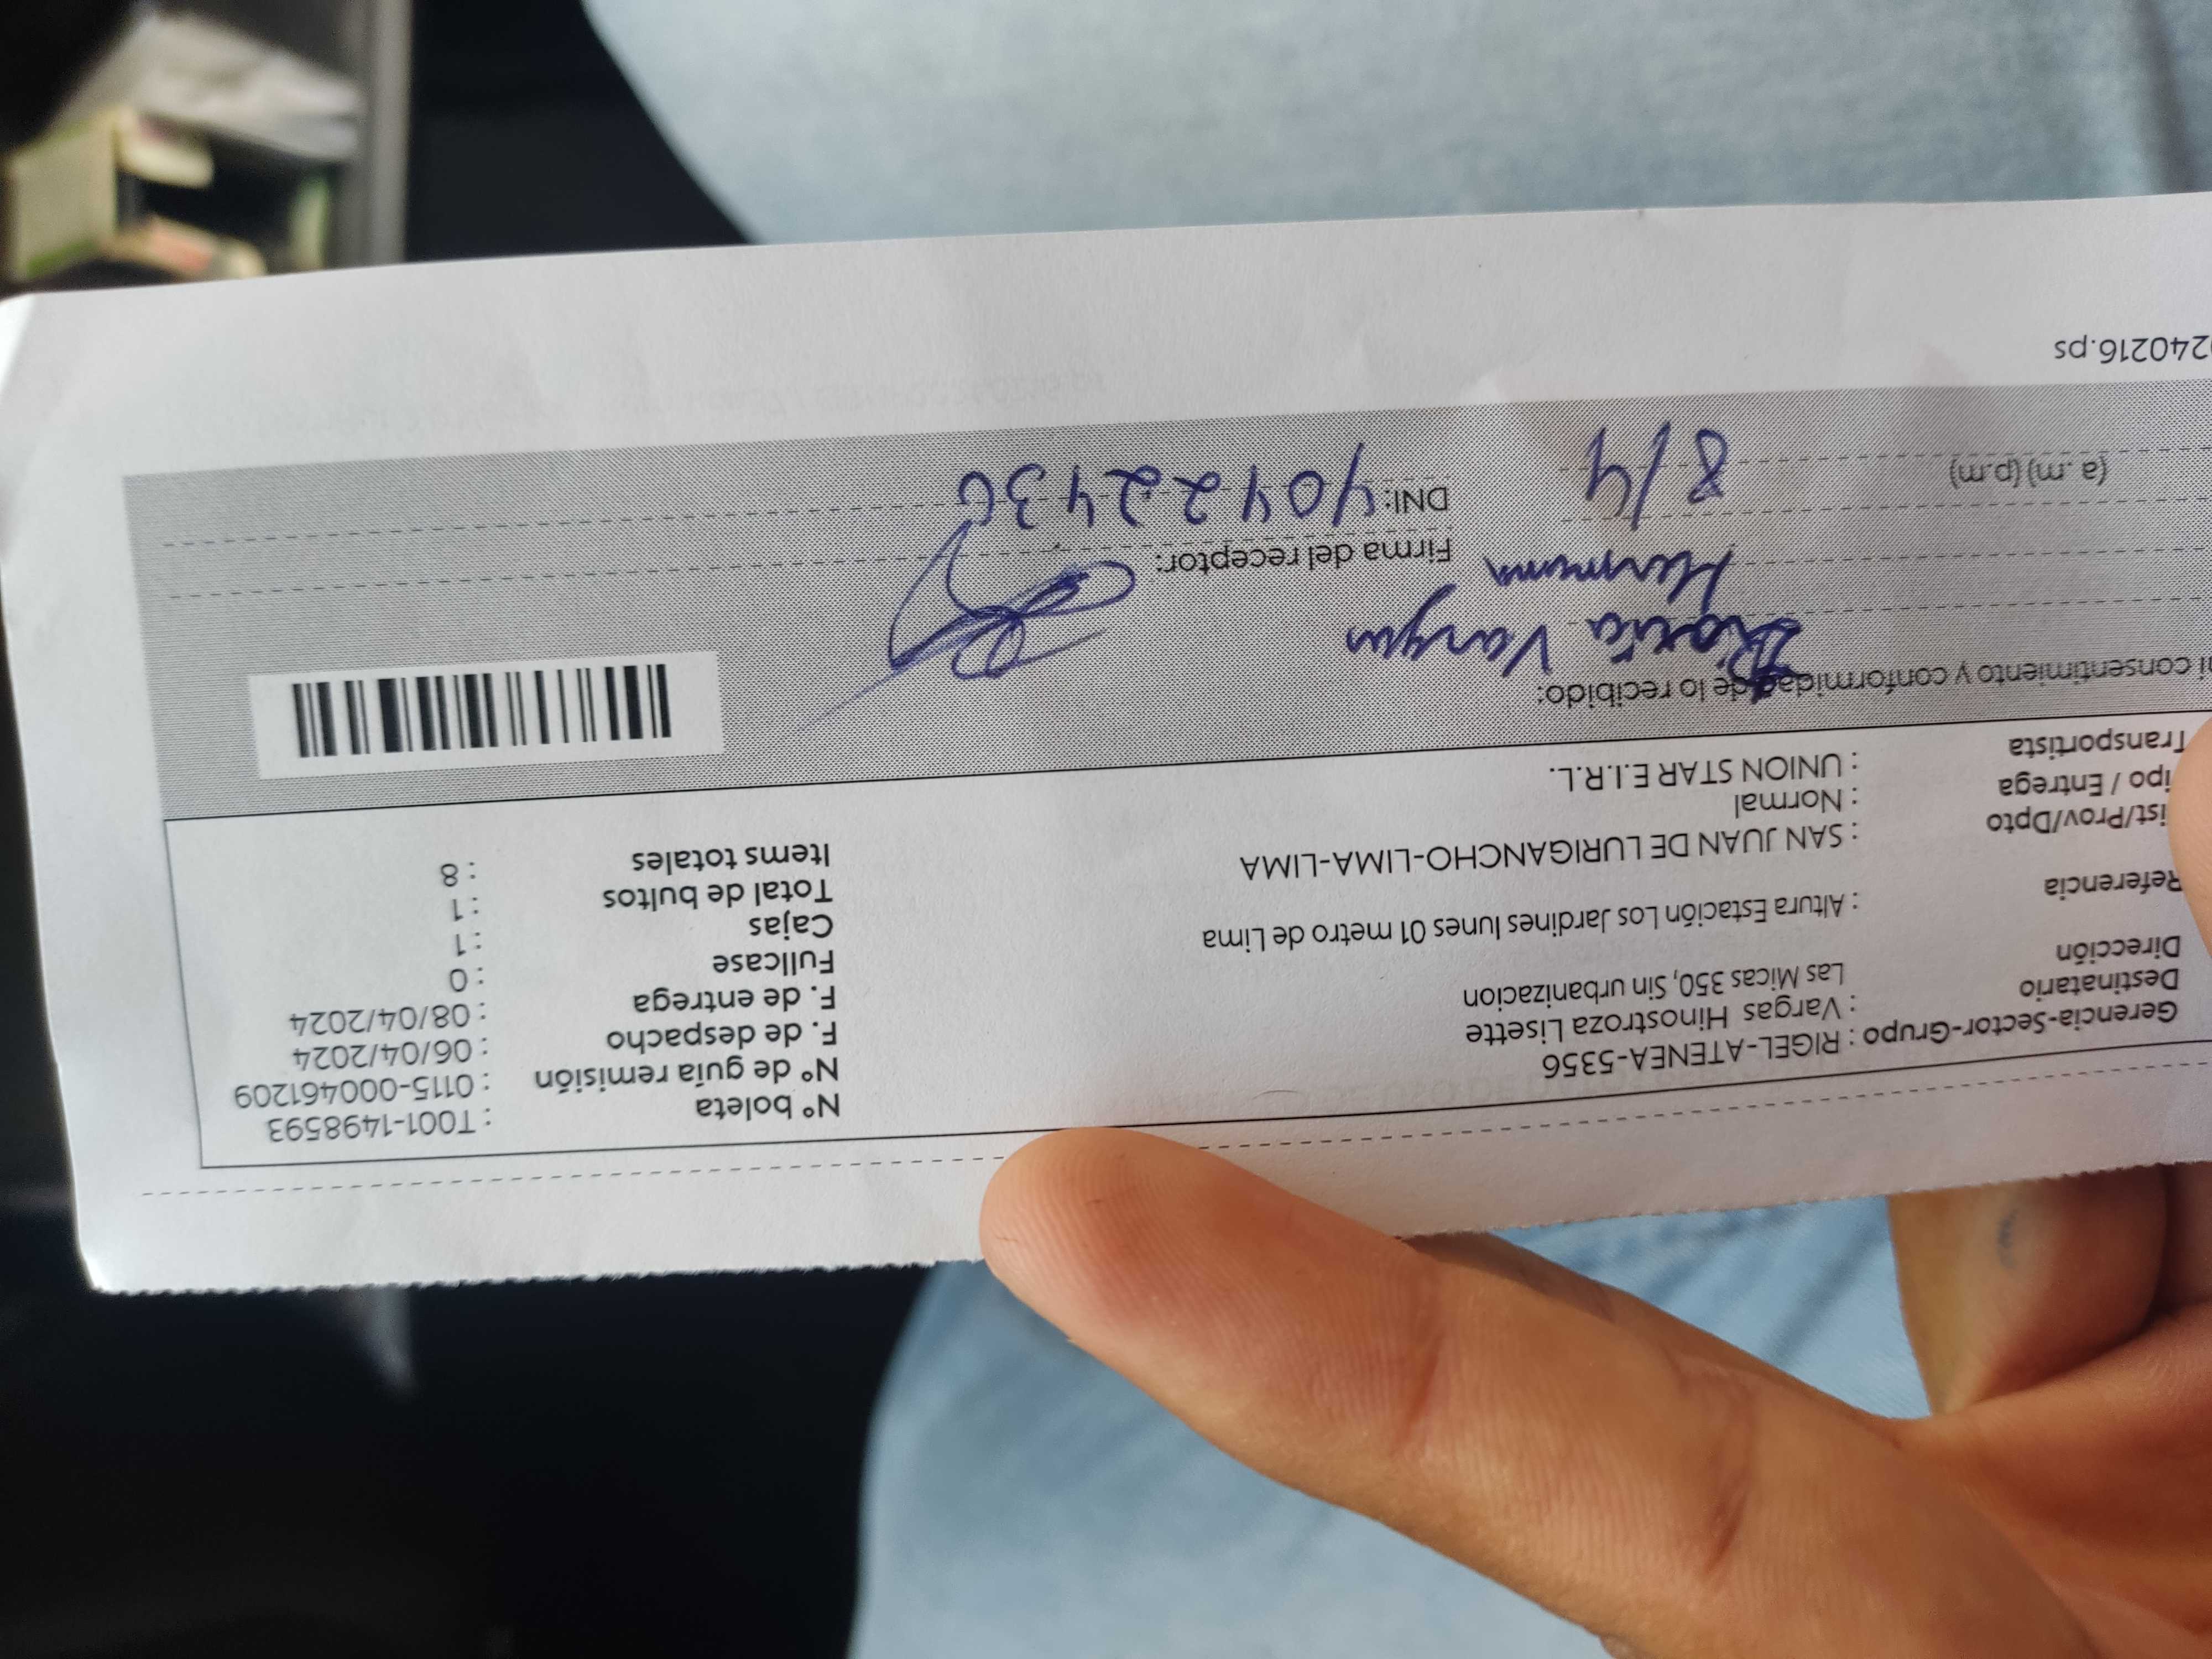 Gerencia-Sector-Grupo : RIGEL-ATENEA-5356
Destinatario : Vargas Hinostroza Lisette
Dirección Las Micas 350, Sin urbanizacion
Referencia : Altura Estación Los Jardines lunes 01 metro de Lima
ist/Prov/Dpto : SAN JUAN DE LURIGANCHO-LIMA-LIMA
ipo / Entrega : Normal
Transportista : UNION STAR E.I.R.L.
N° boleta : T001-1498593
N° de guía remisión : 0115-000461209
F. de despacho : 06/04/2024
F. de entrega : 08/04/2024
Fullcase : 0
Cajas : 1
Total de bultos : 1
Items totales : 8
i consentimiento y conformidad de lo recibido:
Vargas
Hermana
Firma del receptor:
(a.m) (p.m) 8/4
DNI: 40422430
240216.ps